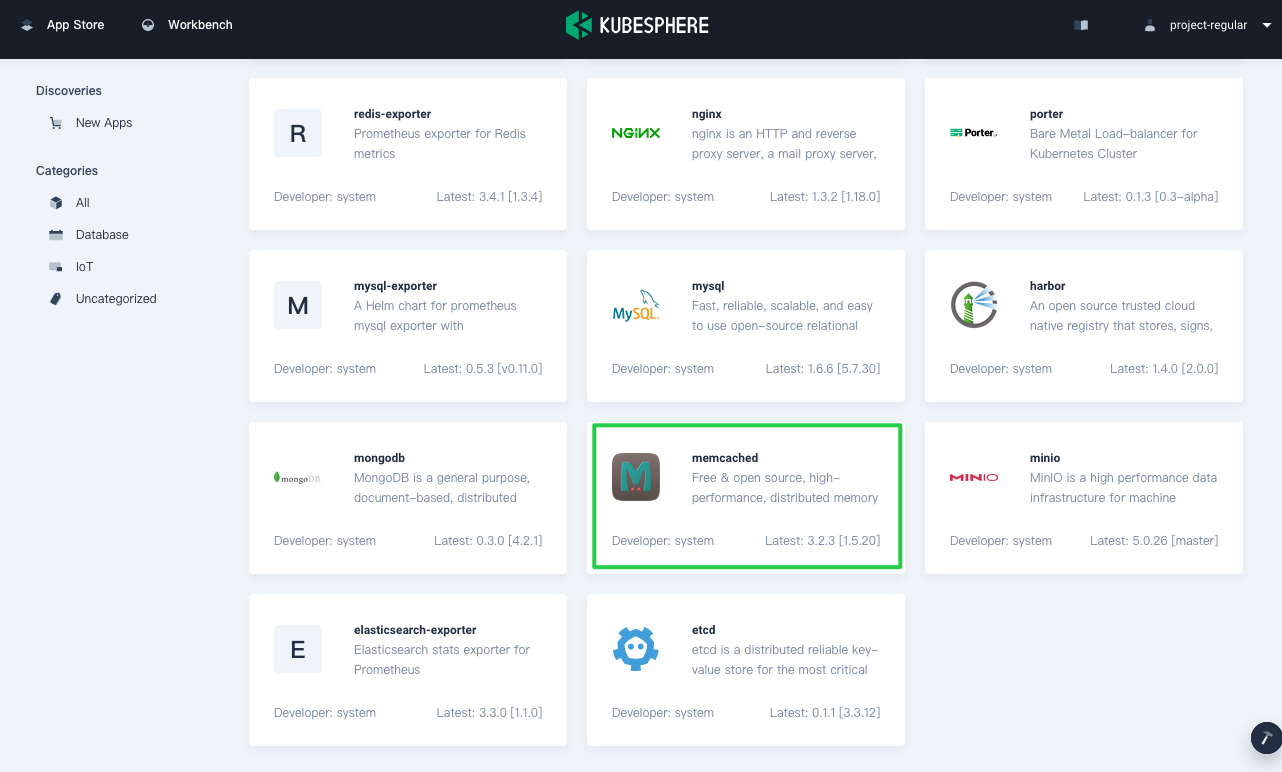 App Store
Workbench
KUBESPHERE
project-regular
Discoveries
New Apps
Categories
All
Database
IoT
Uncategorized
R
redis-exporter
Prometheus exporter for Redis
metrics
Developer: system
Latest: 3.4.1 [1.3.4]
NGINX
nginx
nginx is an HTTP and reverse
proxy server, a mail proxy server,
Developer: system
Latest: 1.3.2 [1.18.0]
Porter
porter
Bare Metal Load-balancer for
Kubernetes Cluster
Developer: system
Latest: 0.1.3 [0.3-alpha]
M
mysql-exporter
A Helm chart for prometheus
mysql exporter with
Developer: system
Latest: 0.5.3 [v0.11.0]
MySQL
mysql
Fast, reliable, scalable, and easy
to use open-source relational
Developer: system
Latest: 1.6.6 [5.7.30]
harbor
An open source trusted cloud
native registry that stores, signs,
Developer: system
Latest: 1.4.0 [2.0.0]
mongoDB
mongodb
MongoDB is a general purpose,
document-based, distributed
Developer: system
Latest: 0.3.0 [4.2.1]
M
memcached
Free & open source, high-
performance, distributed memory
Developer: system
Latest: 3.2.3 [1.5.20]
MINIO
minio
MinIO is a high performance data
infrastructure for machine
Developer: system
Latest: 5.0.26 [master]
E
elasticsearch-exporter
Elasticsearch stats exporter for
Prometheus
Developer: system
Latest: 3.3.0 [1.1.0]
etcd
etcd is a distributed reliable key-
value store for the most critical
Developer: system
Latest: 0.1.1 [3.3.12]